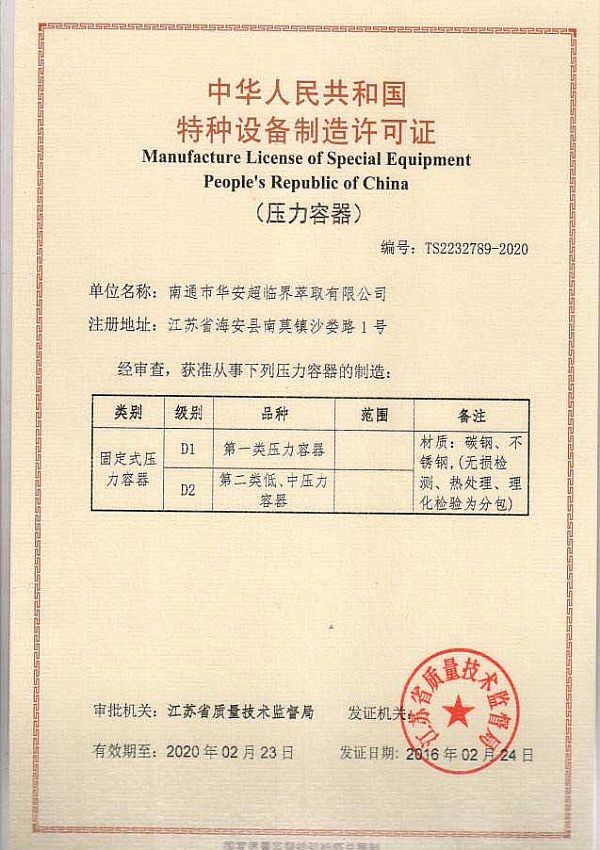 中华人民共和国
特种设备制造许可证
Manufacture License of Special Equipment
People's Republic of China
（压力容器）
编号：TS2232789-2020
单位名称：南通市华安超临界萃取有限公司
注册地址：江苏省海安县南莫镇沙娄路1号
经审查，获准从事下列压力容器的制造：
类别 级别 品种 范围 备注
固定式压力容器
D1 第一类压力容器
D2 第二类低、中压力容器
材质：碳钢、不
锈钢,(无损检
测、热处理、理
化检验为分包)
审批机关：江苏省质量技术监督局 发证机关：
江苏省质量技术监督局
有效期至：2020年02月23日 发证日期：2016年02月24日